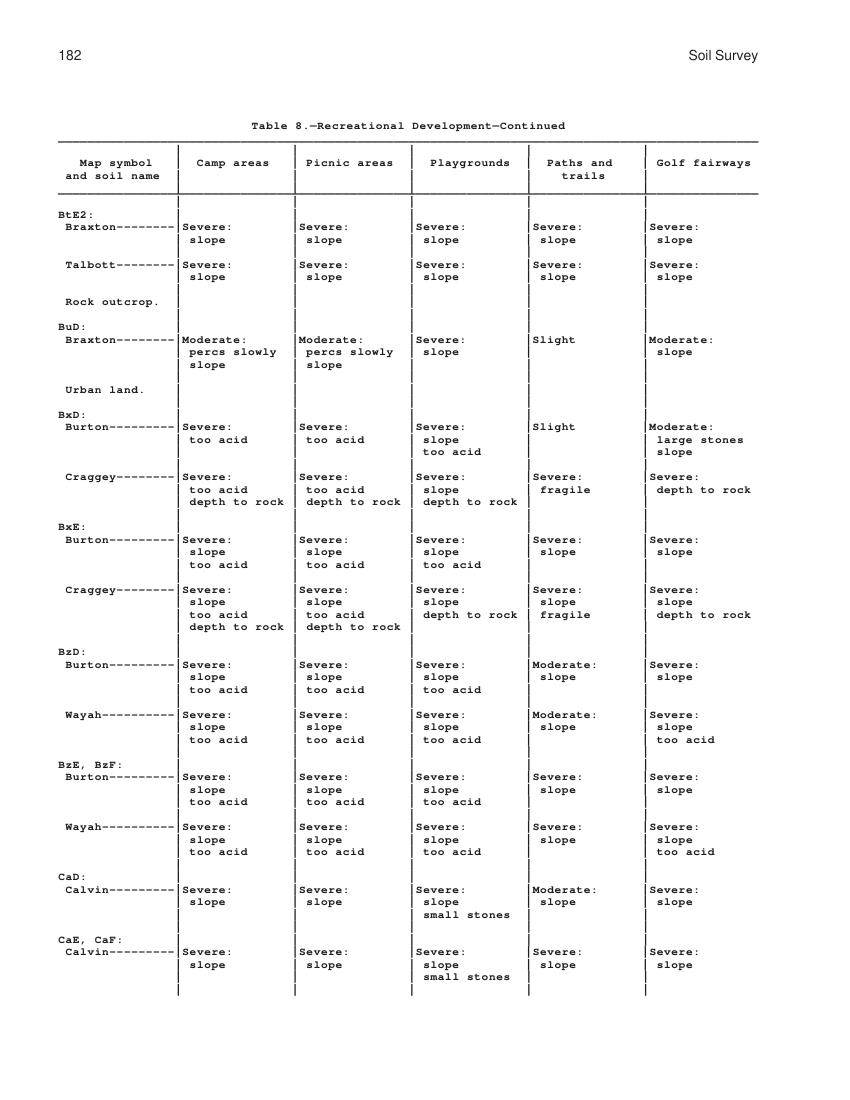 182 Soil Survey
Table 8.—Recreational Development—Continued
Map symbol | Camp areas | Picnic areas | Playgrounds | Paths and | Golf fairways
and soil name | | | | trails |
BtE2: | | | | |
Braxton--------|Severe: |Severe: |Severe: |Severe: |Severe:
| slope | slope | slope | slope | slope
Talbott--------|Severe: |Severe: |Severe: |Severe: |Severe:
| slope | slope | slope | slope | slope
Rock outcrop. | | | | |
BuD: | | | | |
Braxton--------|Moderate: |Moderate: |Severe: |Slight |Moderate:
| percs slowly | percs slowly | slope | | slope
| slope | slope | | |
Urban land. | | | | |
BxD: | | | | |
Burton---------|Severe: |Severe: |Severe: |Slight |Moderate:
| too acid | too acid | slope | | large stones
| | | too acid | | slope
Craggey--------|Severe: |Severe: |Severe: |Severe: |Severe:
| too acid | too acid | slope | fragile | depth to rock
| depth to rock | depth to rock | depth to rock | |
BxE: | | | | |
Burton---------|Severe: |Severe: |Severe: |Severe: |Severe:
| slope | slope | slope | slope | slope
| too acid | too acid | too acid | |
Craggey--------|Severe: |Severe: |Severe: |Severe: |Severe:
| slope | slope | slope | slope | slope
| too acid | too acid | depth to rock | fragile | depth to rock
| depth to rock | depth to rock | | |
BzD: | | | | |
Burton---------|Severe: |Severe: |Severe: |Moderate: |Severe:
| slope | slope | slope | slope | slope
| too acid | too acid | too acid | |
Wayah----------|Severe: |Severe: |Severe: |Moderate: |Severe:
| slope | slope | slope | slope | slope
| too acid | too acid | too acid | | too acid
BzE, BzF: | | | | |
Burton---------|Severe: |Severe: |Severe: |Severe: |Severe:
| slope | slope | slope | slope | slope
| too acid | too acid | too acid | |
Wayah----------|Severe: |Severe: |Severe: |Severe: |Severe:
| slope | slope | slope | slope | slope
| too acid | too acid | too acid | | too acid
CaD: | | | | |
Calvin---------|Severe: |Severe: |Severe: |Moderate: |Severe:
| slope | slope | slope | slope | slope
| | | small stones | |
CaE, CaF: | | | | |
Calvin---------|Severe: |Severe: |Severe: |Severe: |Severe:
| slope | slope | slope | slope | slope
| | | small stones | |